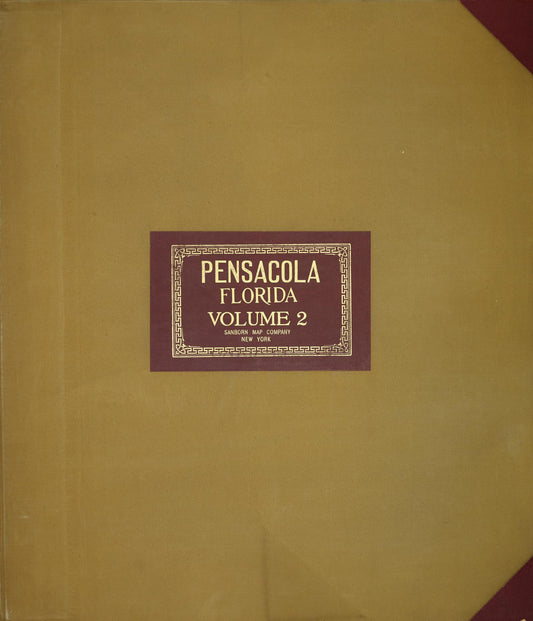 PENSACOLA
FLORIDA
VOLUME 2
SANBORN MAP COMPANY
NEW YORK